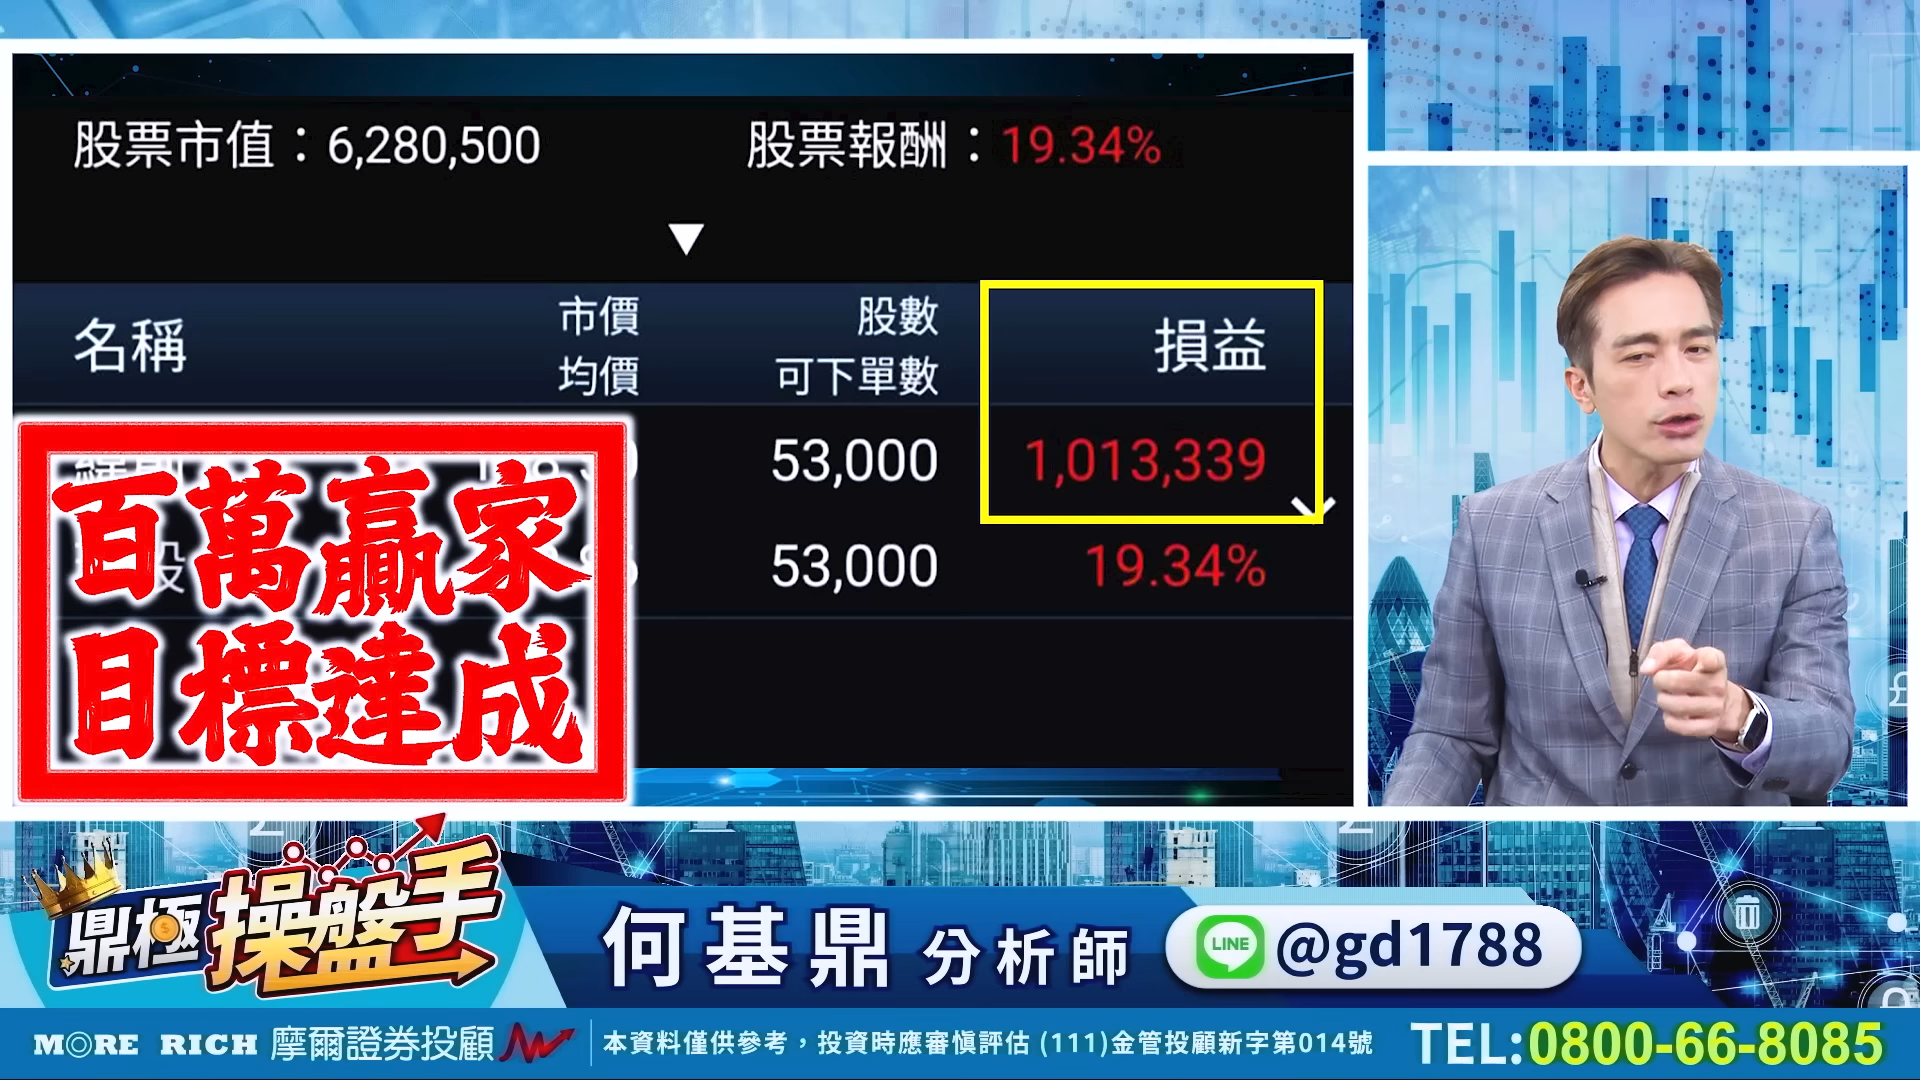 股票市值：6,280,500
股票報酬：19.34%
名稱
市價
均價
股數
可下單數
損益
53,000
1,013,339
53,000
19.34%
百萬贏家
目標達成
鼎極操盤手
何基鼎 分析師
LINE @gd1788
MORE RICH 摩爾證券投顧
本資料僅供參考，投資時應審慎評估 (111)金管投顧新字第014號
TEL:0800-66-8085